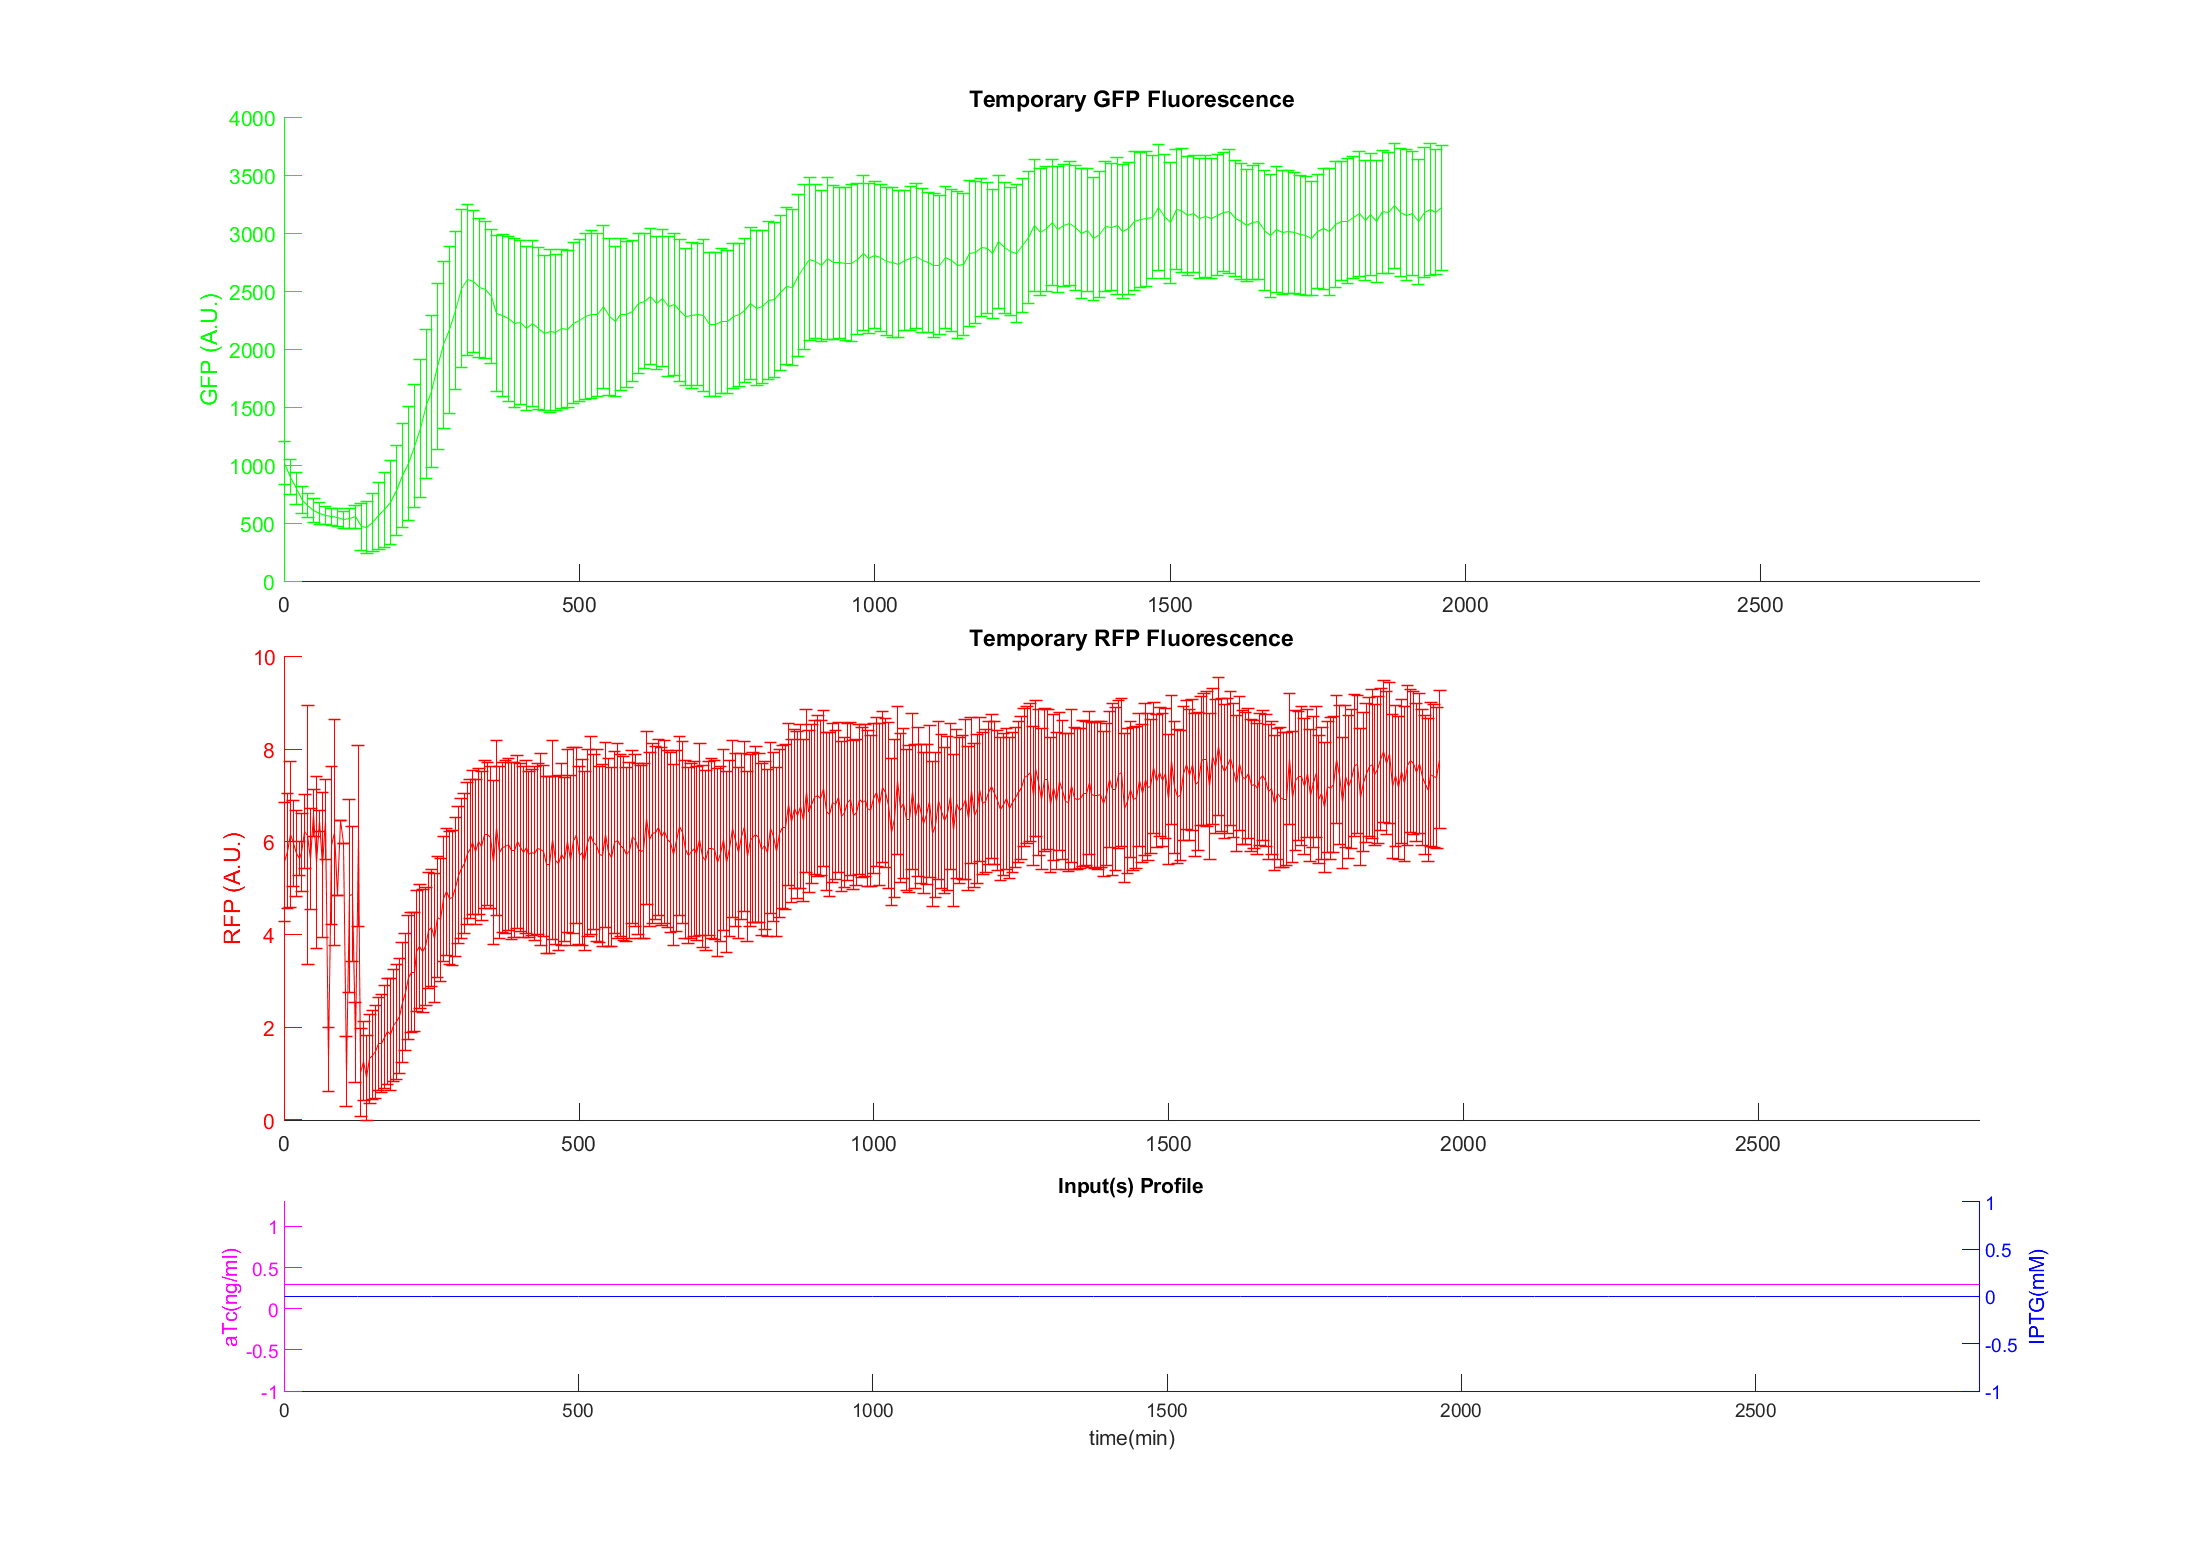 Temporary GFP Fluorescence
4000
3500
3000
2500
2000
1500
1000
500
0
GFP (A.U.)
0 500 1000 1500 2000 2500
Temporary RFP Fluorescence
10
8
6
4
2
0
RFP (A.U.)
0 500 1000 1500 2000 2500
Input(s) Profile
1
0.5
0
-0.5
-1
aTc(ng/ml)
1
0.5
0
-0.5
-1
IPTG(mM)
0 500 1000 1500 2000 2500
time(min)